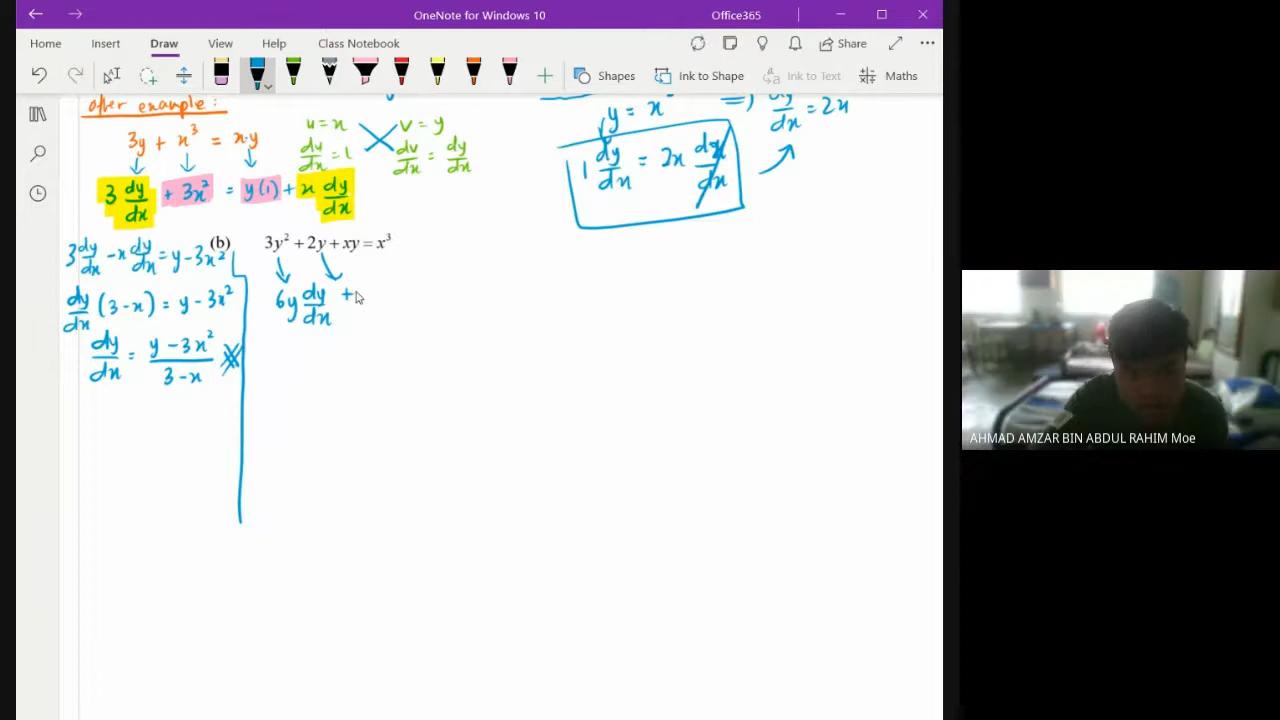 OneNote for Windows 10
Office365
Home Insert Draw View Help Class Notebook
Share
Shapes Ink to Shape Ink to Text Maths
after example:
3y + x³ = x·y
u = x v = y
du/dx = 1 dv/dx = dy/dx
3 dy/dx + 3x² = y(1) + x dy/dx
y = x
⇒ dy/dx = 2x
1 dy/dx = 2x dx/dx
3 dy/dx - x dy/dx = y - 3x²
dy/dx (3 - x) = y - 3x²
dy/dx = y - 3x² / 3 - x
(b) 3y² + 2y + xy = x³
6y dy/dx +
AHMAD AMZAR BIN ABDUL RAHIM Moe